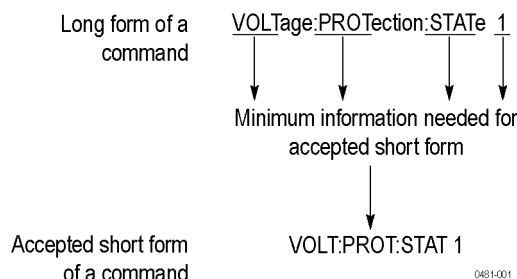 Long form of a
command
VOLTage:PROTection:STATe 1
Minimum information needed for
accepted short form
Accepted short form
of a command
VOLT:PROT:STAT 1
0481-001